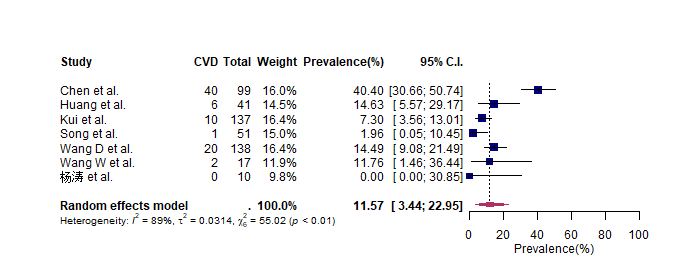 Study CVD Total Weight Prevalence(%) 95% C.I.
Chen et al. 40 99 16.0% 40.40 [30.66; 50.74]
Huang et al. 6 41 14.5% 14.63 [ 5.57; 29.17]
Kui et al. 10 137 16.4% 7.30 [ 3.56; 13.01]
Song et al. 1 51 15.0% 1.96 [ 0.05; 10.45]
Wang D et al. 20 138 16.4% 14.49 [ 9.08; 21.49]
Wang W et al. 2 17 11.9% 11.76 [ 1.46; 36.44]
杨涛 et al. 0 10 9.8% 0.00 [ 0.00; 30.85]
Random effects model . 100.0% 11.57 [ 3.44; 22.95]
Heterogeneity: I² = 89%, τ² = 0.0314, χ²₆ = 55.02 (p < 0.01)
0 20 40 60 80 100
Prevalence(%)